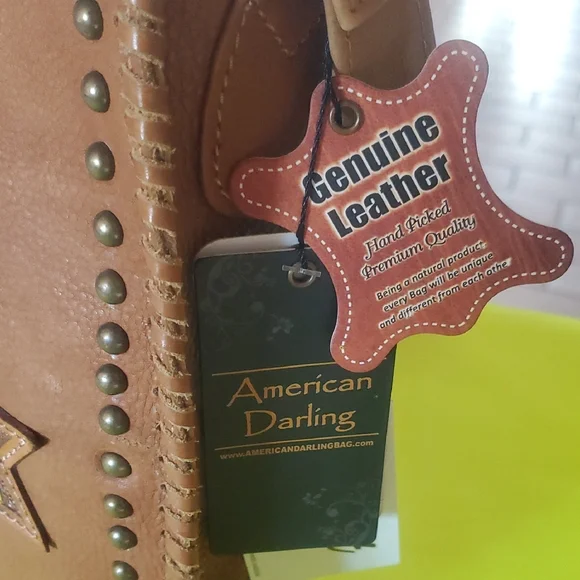 Genuine
Leather
Hand Picked
Premium Quality
Being a natural product,
every Bag will be unique
and different from each othe
American
Darling
www.AMERICANDARLINGBAG.com